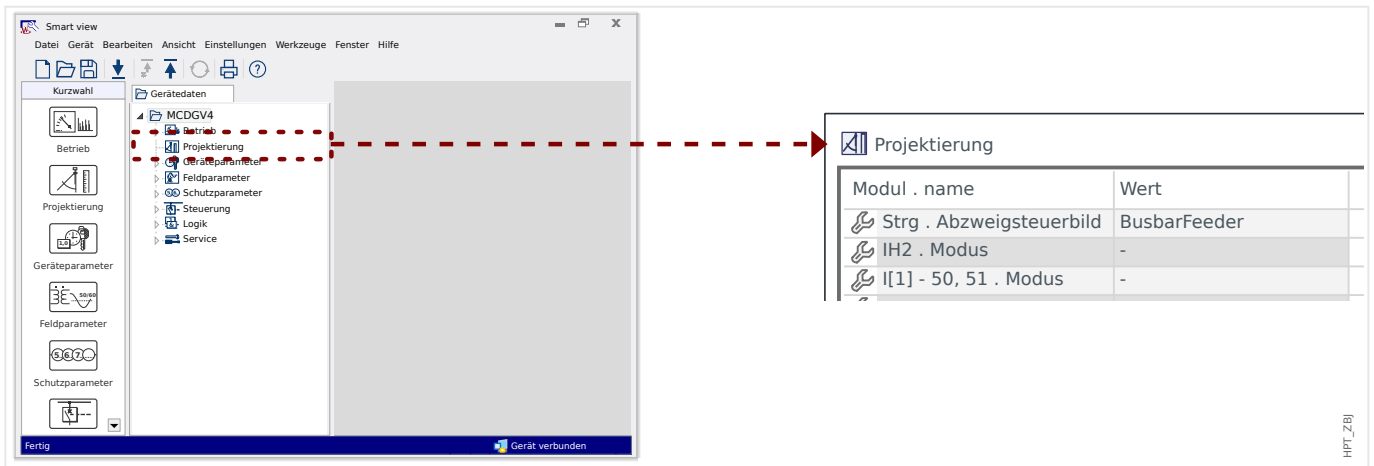 Smart view
Datei Gerät Bearbeiten Ansicht Einstellungen Werkzeuge Fenster Hilfe
Kurzwahl
Betrieb
Projektierung
Geräteparameter
50/60
Feldparameter
Schutzparameter
Gerätedaten
MCDGV4
Betrieb
Projektierung
Geräteparameter
Feldparameter
Schutzparameter
Steuerung
Logik
Service
Fertig
Gerät verbunden
Projektierung
Modul . name Wert
Strg . Abzweigsteuerbild BusbarFeeder
IH2 . Modus -
I[1] - 50, 51 . Modus -
HPT_ZBJ